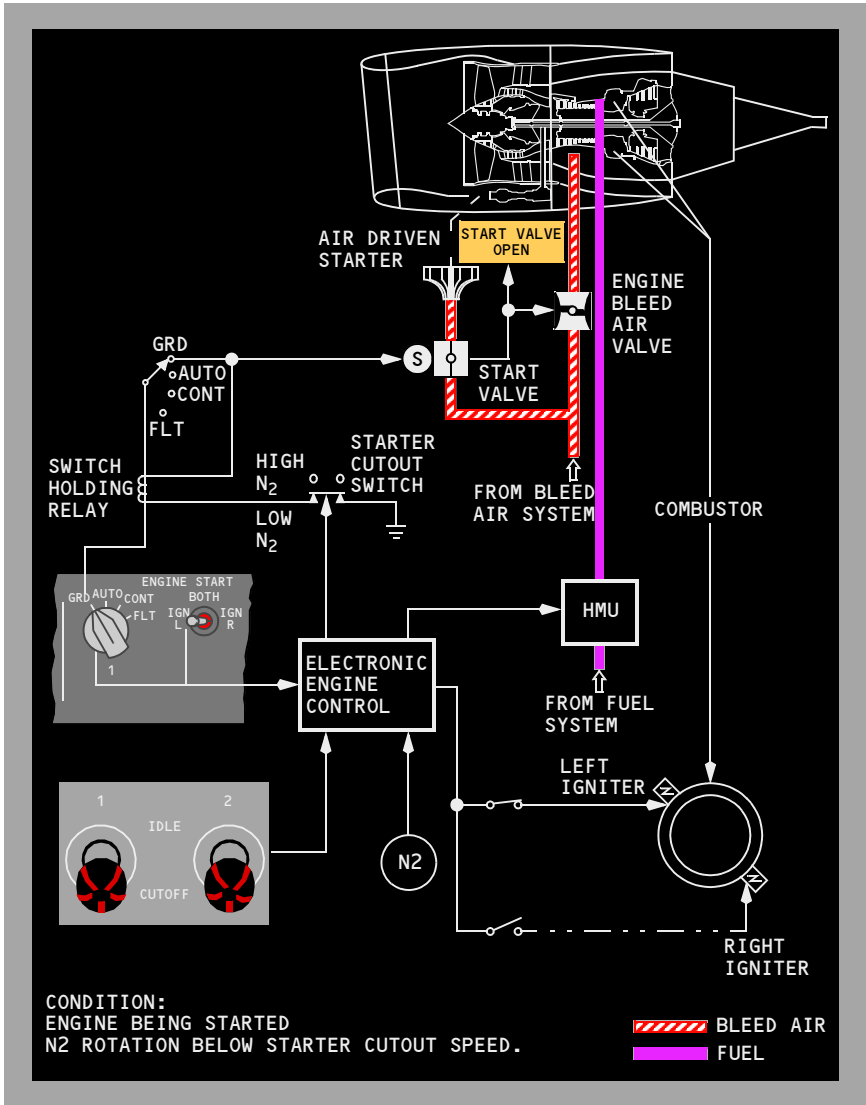 START VALVE
OPEN
AIR DRIVEN
STARTER
ENGINE
BLEED
AIR
VALVE
GRD
AUTO
CONT
FLT
S
START
VALVE
SWITCH
HOLDING
RELAY
HIGH
N2
LOW
N2
STARTER
CUTOUT
SWITCH
FROM BLEED
AIR SYSTEM
COMBUSTOR
ENGINE START
GRD
AUTO
CONT
FLT
1
BOTH
IGN
L
IGN
R
HMU
ELECTRONIC
ENGINE
CONTROL
FROM FUEL
SYSTEM
LEFT
IGNITER
1
2
IDLE
CUTOFF
N2
RIGHT
IGNITER
CONDITION:
ENGINE BEING STARTED
N2 ROTATION BELOW STARTER CUTOUT SPEED.
BLEED AIR
FUEL